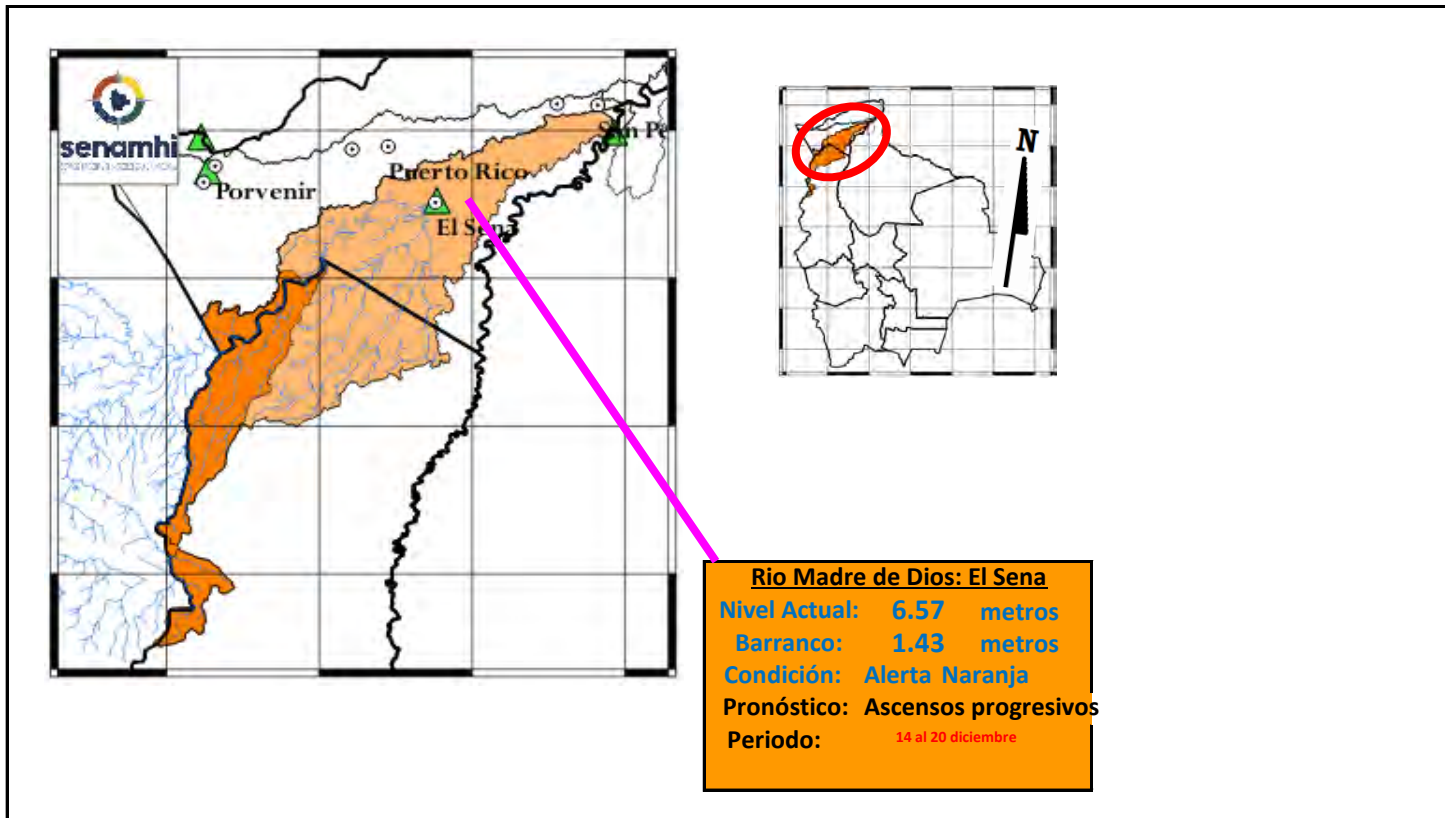 senamhi
San P
Puerto Rico
Porvenir
El Sena
N
Rio Madre de Dios: El Sena
Nivel Actual: 6.57 metros
Barranco: 1.43 metros
Condición: Alerta Naranja
Pronóstico: Ascensos progresivos
Periodo: 14 al 20 diciembre